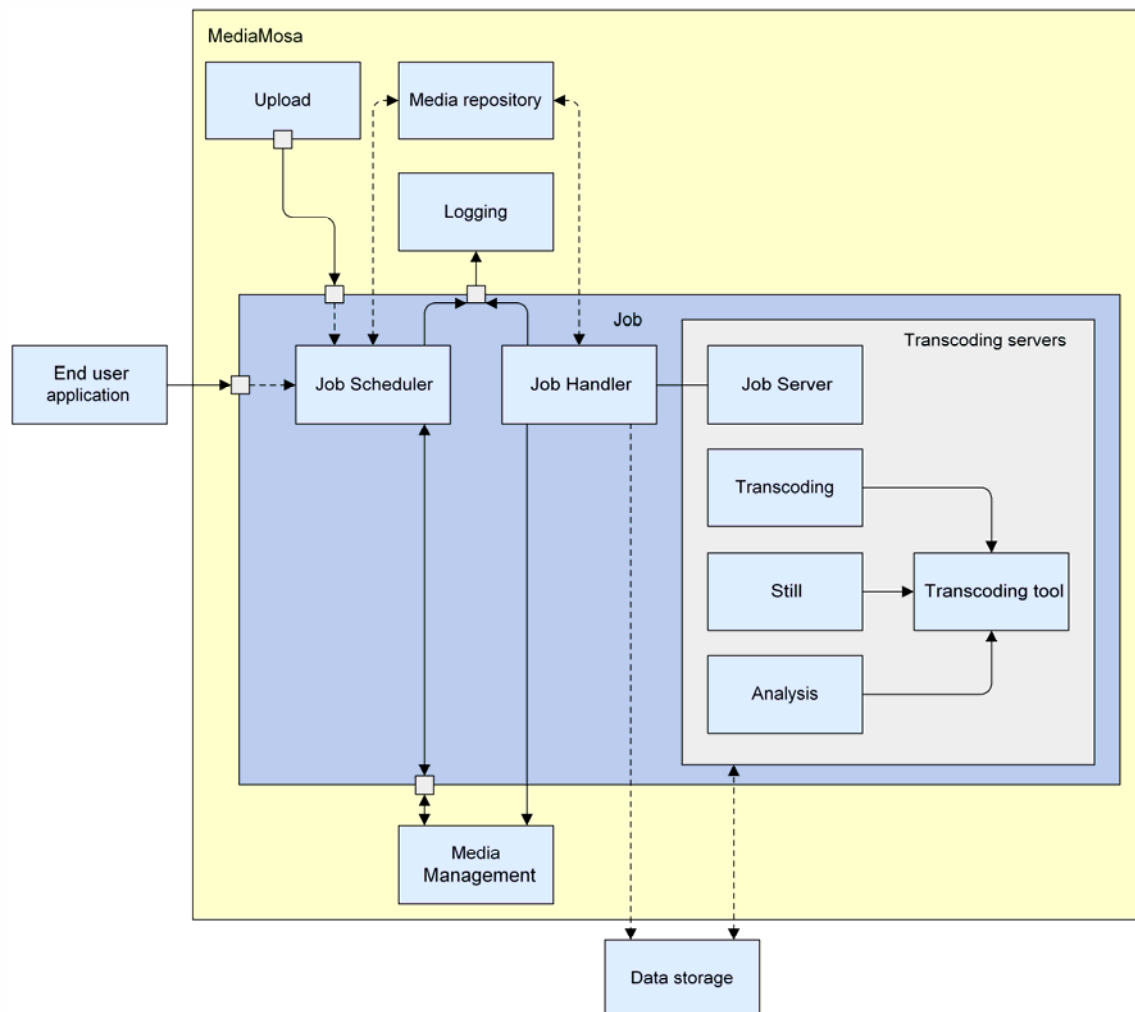 MediaMosa
Upload
Media repository
Logging
Job
Transcoding servers
End user
application
Job Scheduler
Job Handler
Job Server
Transcoding
Still
Transcoding tool
Analysis
Media
Management
Data storage